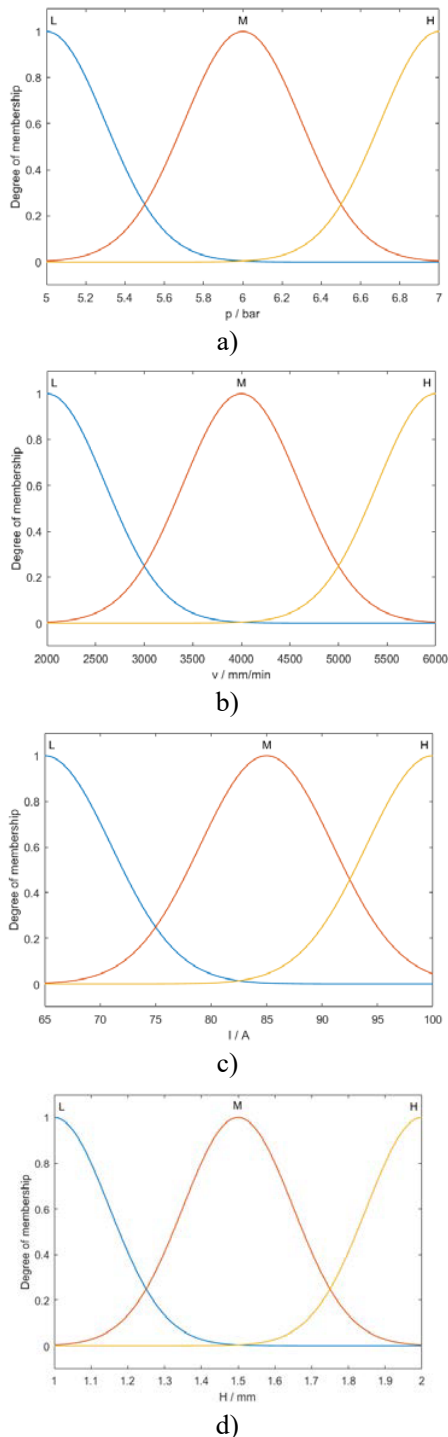 L M H
1
0.8
0.6
0.4
0.2
0
Degree of membership
5 5.2 5.4 5.6 5.8 6 6.2 6.4 6.6 6.8 7
p / bar
a)
L M H
1
0.8
0.6
0.4
0.2
0
Degree of membership
2000 2500 3000 3500 4000 4500 5000 5500 6000
v / mm/min
b)
L M H
1
0.8
0.6
0.4
0.2
0
Degree of membership
65 70 75 80 85 90 95 100
I / A
c)
L M H
1
0.8
0.6
0.4
0.2
0
Degree of membership
1 1.1 1.2 1.3 1.4 1.5 1.6 1.7 1.8 1.9 2
H / mm
d)